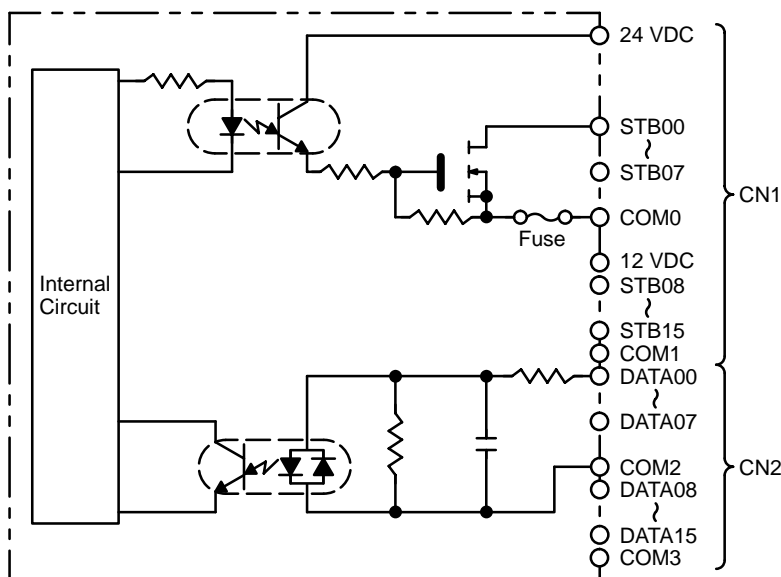 24 VDC
STB00
~
STB07
CN1
COM0
Fuse
12 VDC
STB08
~
STB15
COM1
Internal
Circuit
DATA00
~
DATA07
COM2
CN2
DATA08
~
DATA15
COM3